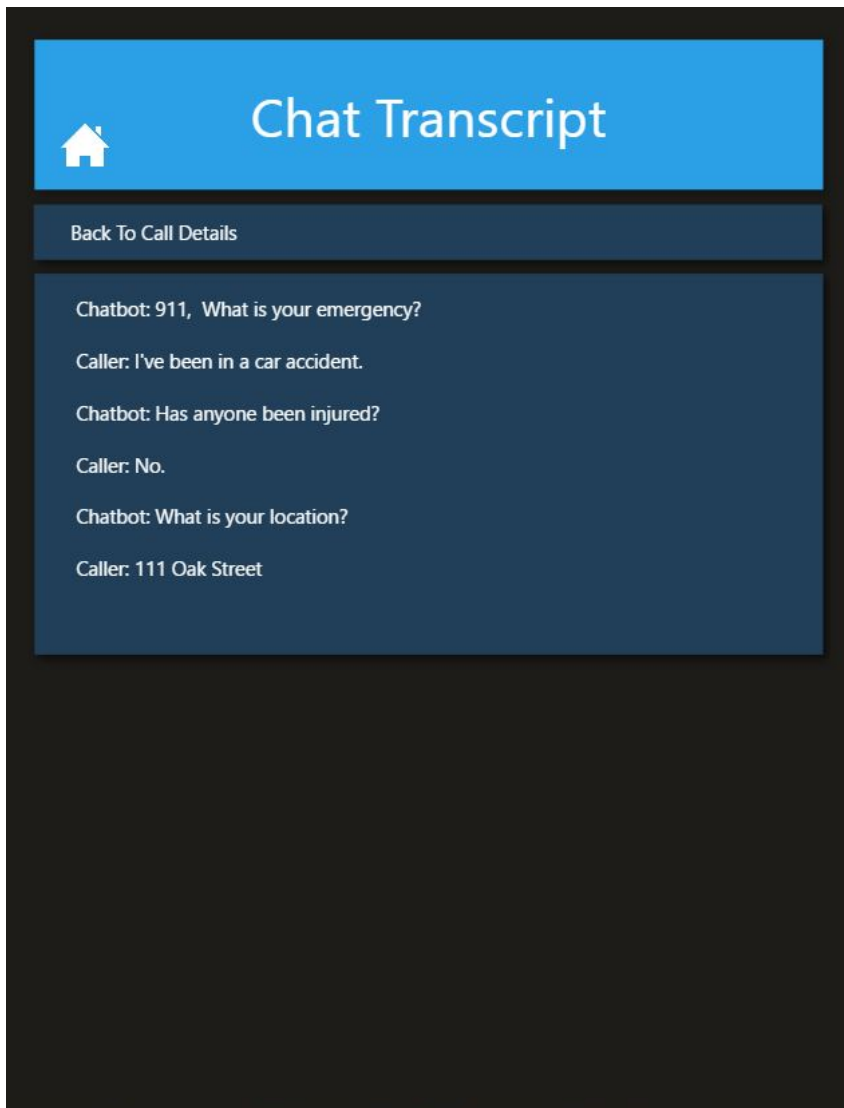 Chat Transcript
Back To Call Details
Chatbot: 911,  What is your emergency?
Caller: I've been in a car accident.
Chatbot: Has anyone been injured?
Caller: No.
Chatbot: What is your location?
Caller: 111 Oak Street